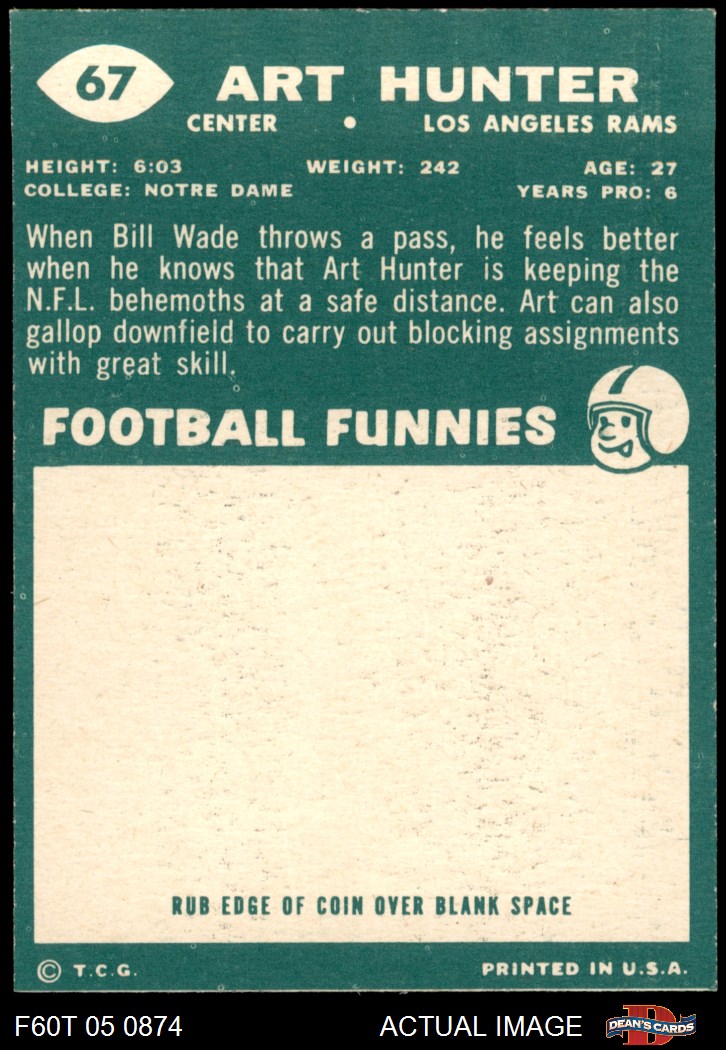 67 ART HUNTER
CENTER • LOS ANGELES RAMS
HEIGHT: 6:03 WEIGHT: 242 AGE: 27
COLLEGE: NOTRE DAME YEARS PRO: 6
When Bill Wade throws a pass, he feels better
when he knows that Art Hunter is keeping the
N.F.L. behemoths at a safe distance. Art can also
gallop downfield to carry out blocking assignments
with great skill.
FOOTBALL FUNNIES
RUB EDGE OF COIN OVER BLANK SPACE
© T.C.G. PRINTED IN U.S.A.
F60T 05 0874 ACTUAL IMAGE D DEAN'S CARDS